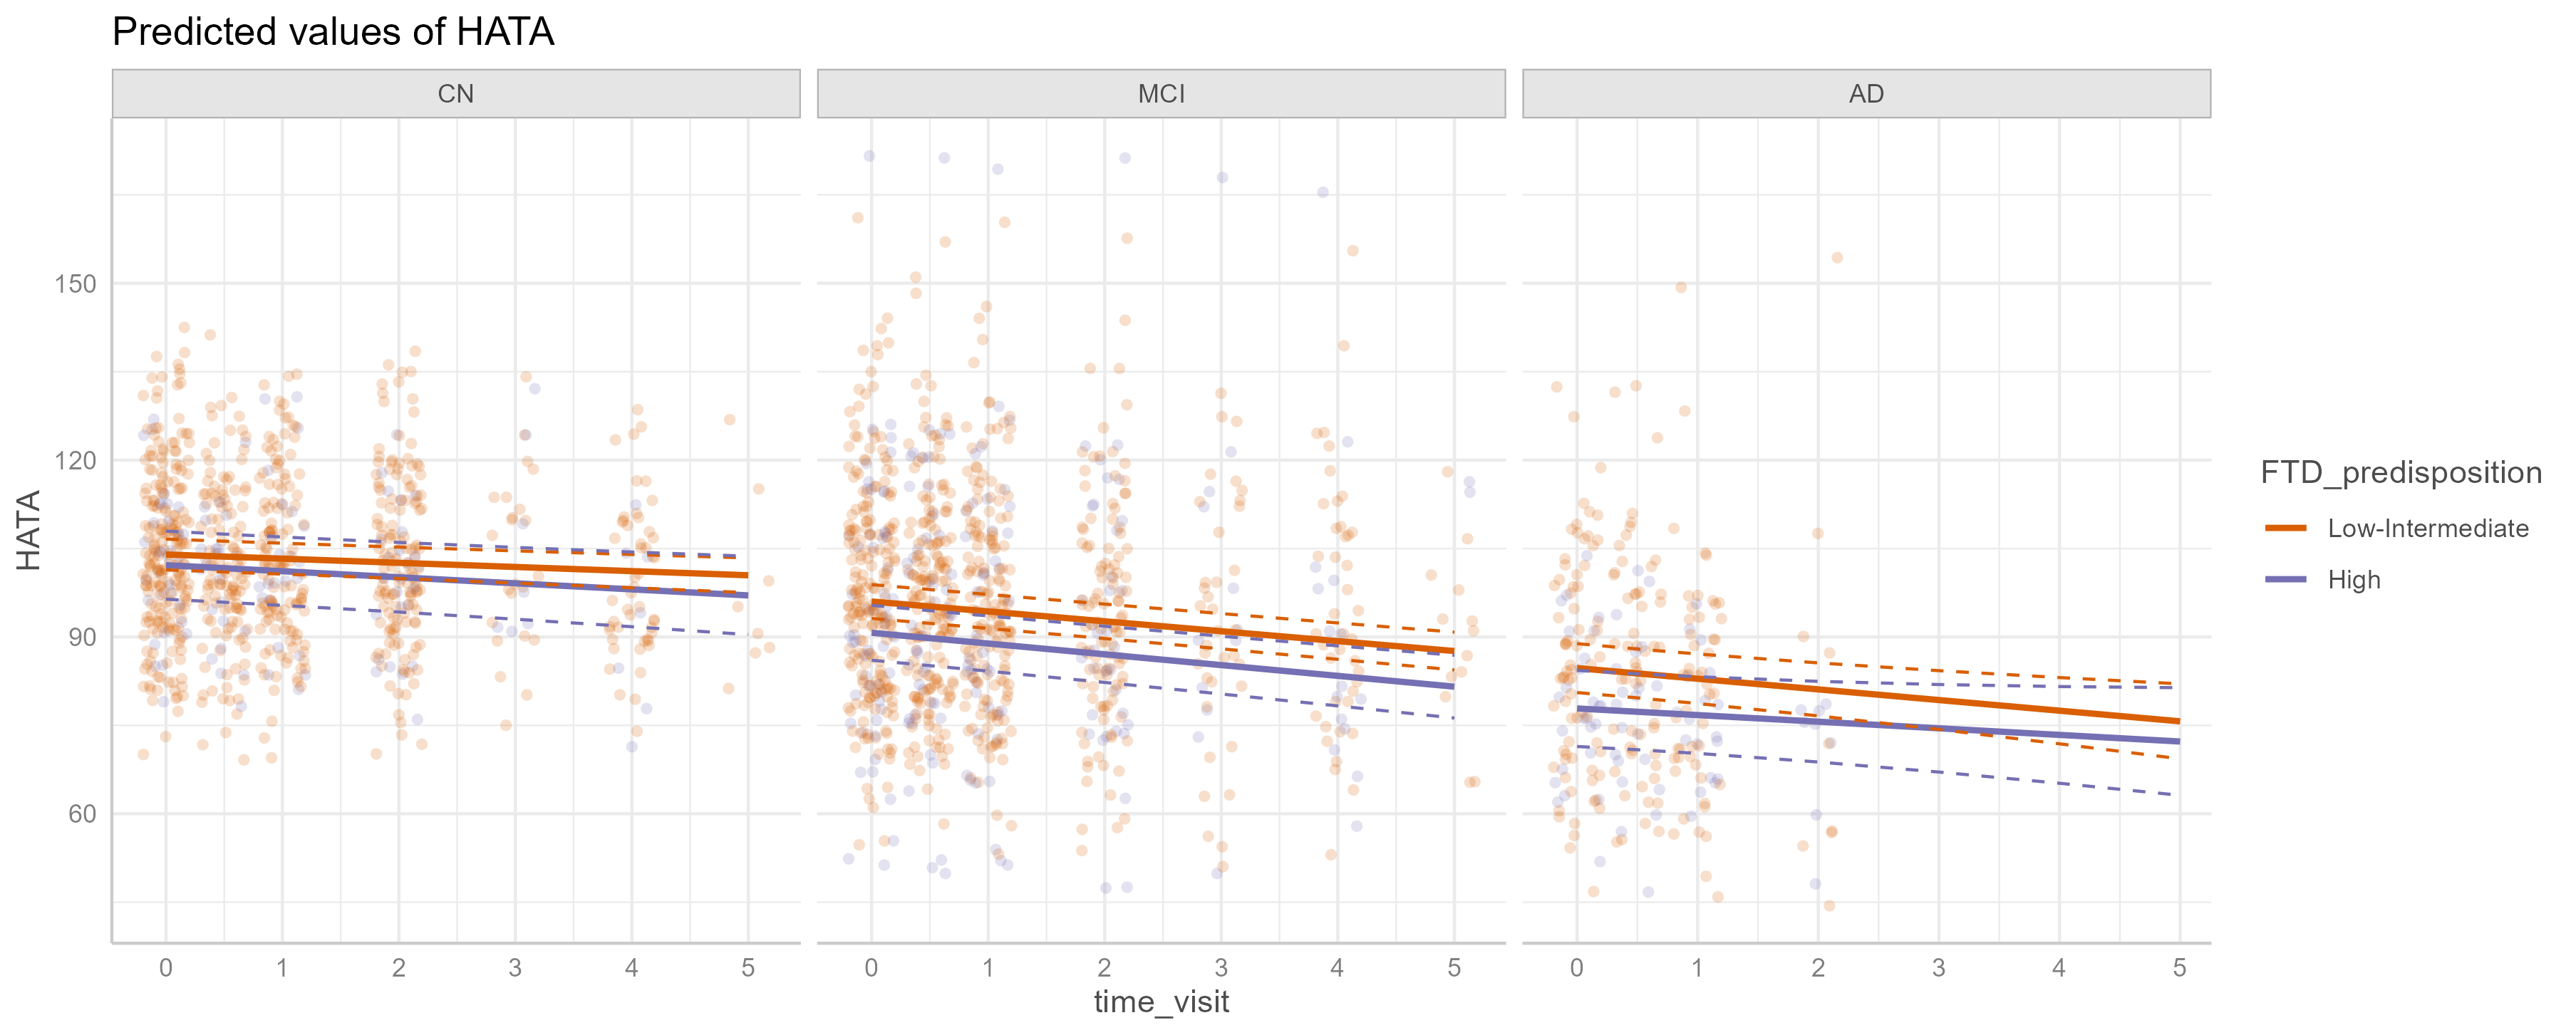 Predicted values of HATA
CN
MCI
AD
150
120
90
60
HATA
0 1 2 3 4 5
0 1 2 3 4 5
0 1 2 3 4 5
time_visit
FTD_predisposition
Low-Intermediate
High